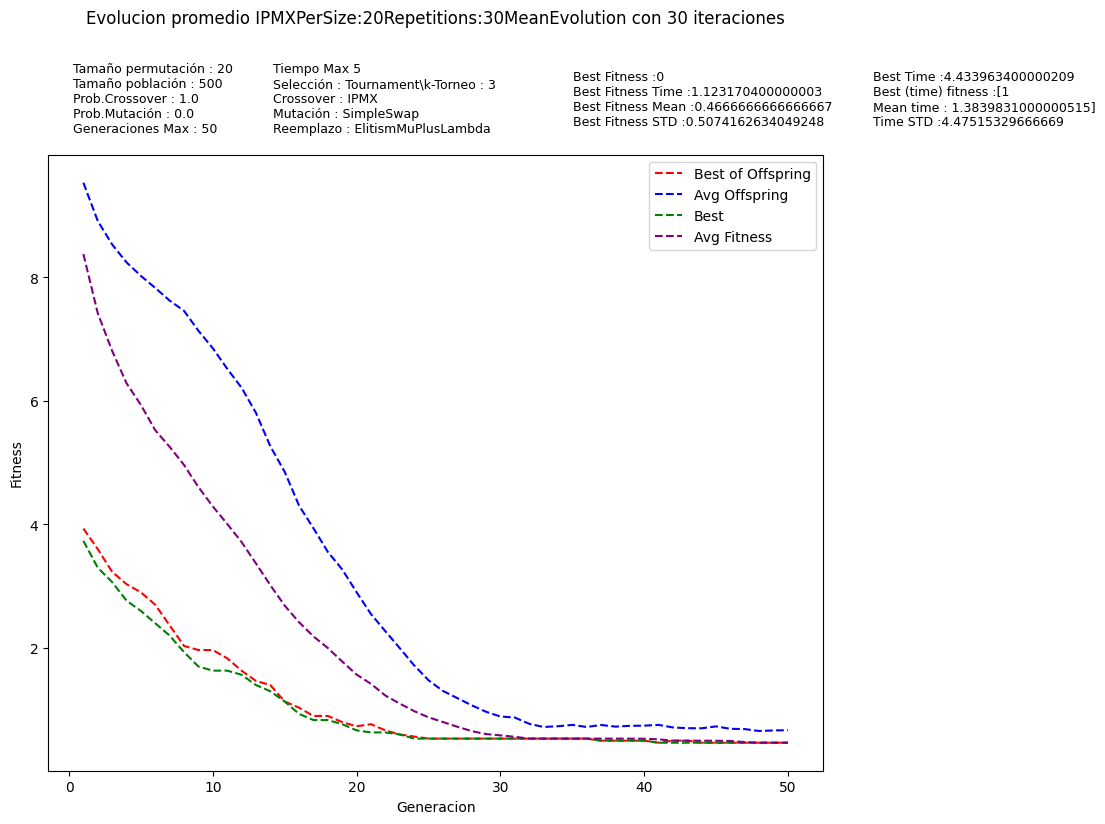 Evolucion promedio IPMXPerSize:20Repetitions:30MeanEvolution con 30 iteraciones
Tamaño permutación : 20
Tamaño población : 500
Prob.Crossover : 1.0
Prob.Mutación : 0.0
Generaciones Max : 50
Tiempo Max 5
Selección : Tournament\k-Torneo : 3
Crossover : IPMX
Mutación : SimpleSwap
Reemplazo : ElitismMuPlusLambda
Best Fitness :0
Best Fitness Time :1.123170400000003
Best Fitness Mean :0.4666666666666667
Best Fitness STD :0.5074162634049248
Best Time :4.433963400000209
Best (time) fitness :[1
Mean time : 1.3839831000000515]
Time STD :4.47515329666669
Best of Offspring
Avg Offspring
Best
Avg Fitness
8
6
4
2
Fitness
0
10
20
30
40
50
Generacion